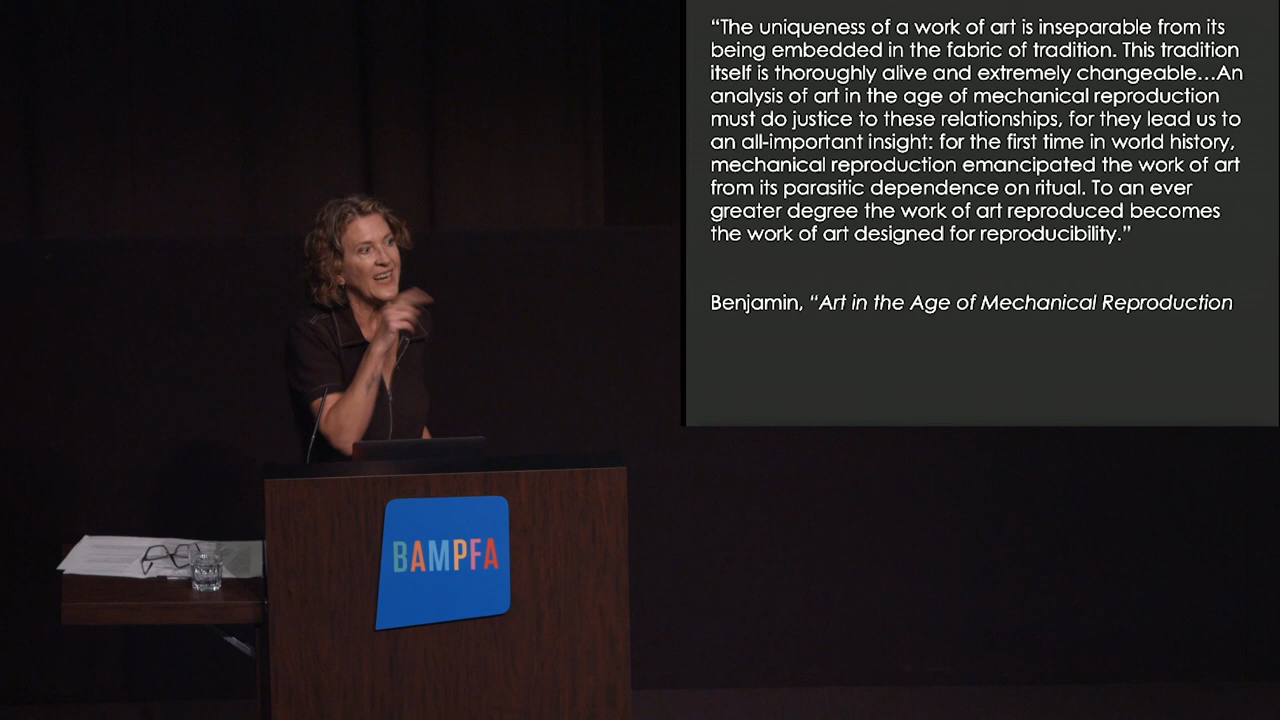 “The uniqueness of a work of art is inseparable from its
being embedded in the fabric of tradition. This tradition
itself is thoroughly alive and extremely changeable...An
analysis of art in the age of mechanical reproduction
must do justice to these relationships, for they lead us to
an all-important insight: for the first time in world history,
mechanical reproduction emancipated the work of art
from its parasitic dependence on ritual. To an ever
greater degree the work of art reproduced becomes
the work of art designed for reproducibility.”
Benjamin, “Art in the Age of Mechanical Reproduction
BAMPFA